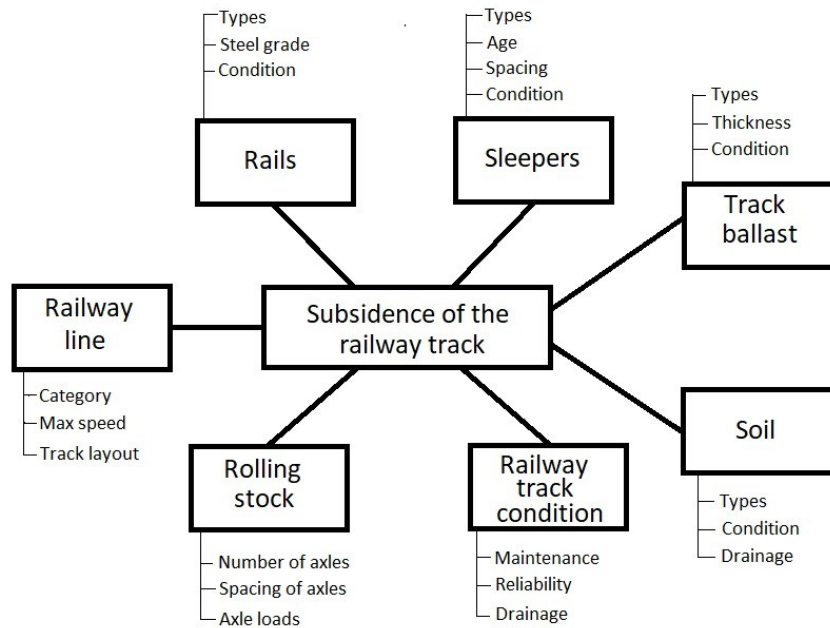 Types
Steel grade
Condition
Rails
Types
Age
Spacing
Condition
Sleepers
Types
Thickness
Condition
Track
ballast
Railway
line
Category
Max speed
Track layout
Subsidence of the
railway track
Soil
Types
Condition
Drainage
Rolling
stock
Number of axles
Spacing of axles
Axle loads
Railway
track
condition
Maintenance
Reliability
Drainage